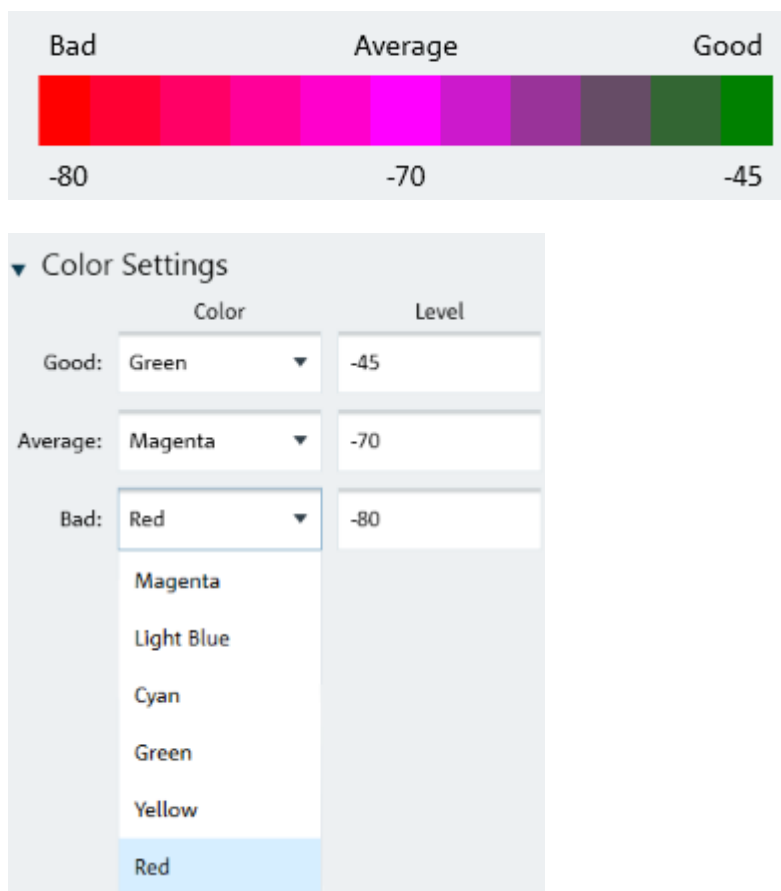 Bad Average Good
-80 -70 -45
Color Settings
Color Level
Good: Green -45
Average: Magenta -70
Bad: Red -80
Magenta
Light Blue
Cyan
Green
Yellow
Red